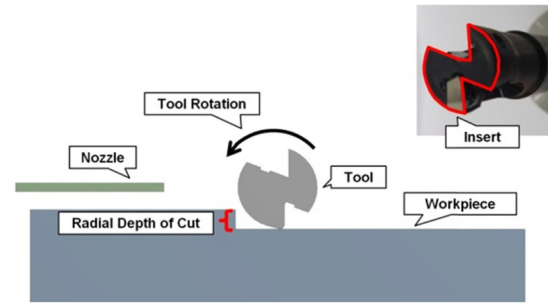 Tool Rotation
Insert
Nozzle
Tool
Workpiece
Radial Depth of Cut